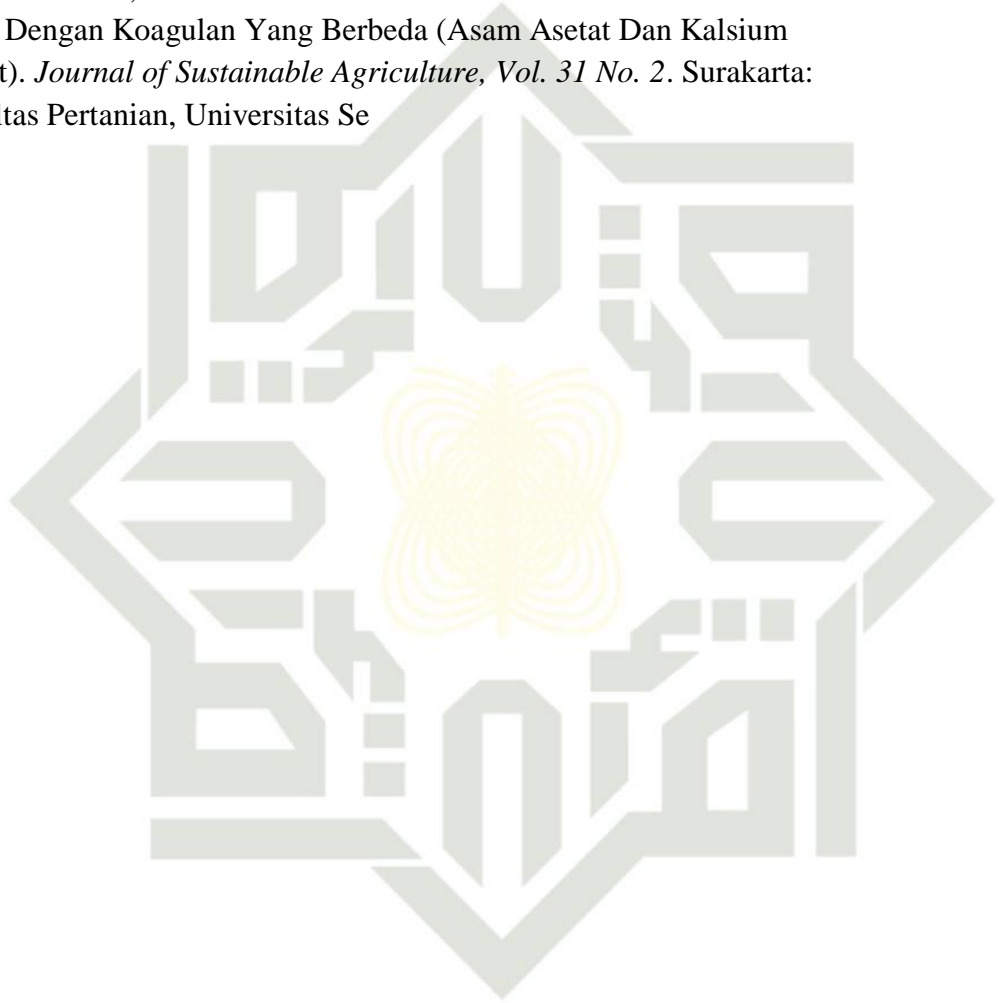 Dengan Koagulan Yang Berbeda (Asam Asetat Dan Kalsium
t). Journal of Sustainable Agriculture, Vol. 31 No. 2. Surakarta:
ltas Pertanian, Universitas Se